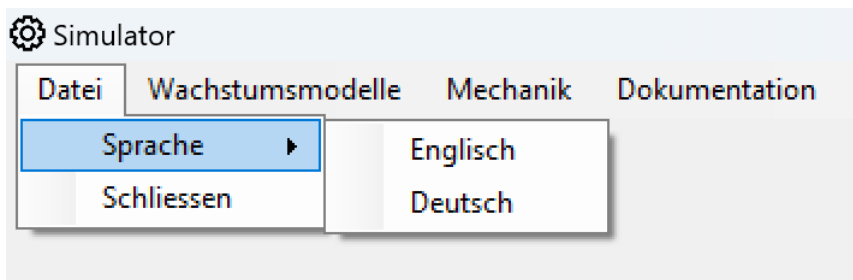 Simulator
Datei Wachstumsmodelle Mechanik Dokumentation
Sprache Englisch
Schliessen Deutsch